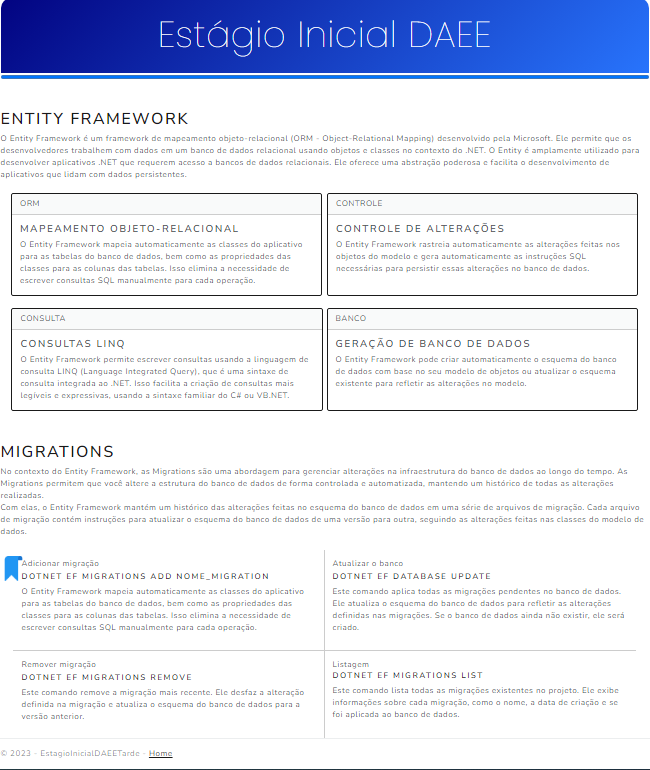 Estágio Inicial DAEE
ENTITY FRAMEWORK
O Entity Framework é um framework de mapeamento objeto-relacional (ORM - Object-Relational Mapping) desenvolvido pela Microsoft. Ele permite que os
desenvolvedores trabalhem com dados em um banco de dados relacional usando objetos e classes no contexto do .NET. O Entity é amplamente utilizado para
desenvolver aplicativos .NET que requerem acesso a bancos de dados relacionais. Ele oferece uma abstração poderosa e facilita o desenvolvimento de
aplicativos que lidam com dados persistentes.
ORM
MAPEAMENTO OBJETO-RELACIONAL
O Entity Framework mapeia automaticamente as classes do aplicativo
para as tabelas do banco de dados, bem como as propriedades das
classes para as colunas das tabelas. Isso elimina a necessidade de
escrever consultas SQL manualmente para cada operação.
CONTROLE
CONTROLE DE ALTERAÇÕES
O Entity Framework rastreia automaticamente as alterações feitas nos
objetos do modelo e gera automaticamente as instruções SQL
necessárias para persistir essas alterações no banco de dados.
CONSULTA
CONSULTAS LINQ
O Entity Framework permite escrever consultas usando a linguagem de
consulta LINQ (Language Integrated Query), que é uma sintaxe de
consulta integrada ao .NET. Isso facilita a criação de consultas mais
legíveis e expressivas, usando a sintaxe familiar do C# ou VB.NET.
BANCO
GERAÇÃO DE BANCO DE DADOS
O Entity Framework pode criar automaticamente o esquema do banco
de dados com base no seu modelo de objetos ou atualizar o esquema
existente para refletir as alterações no modelo.
MIGRATIONS
No contexto do Entity Framework, as Migrations são uma abordagem para gerenciar alterações na infraestrutura do banco de dados ao longo do tempo. As
Migrations permitem que você altere a estrutura do banco de dados de forma controlada e automatizada, mantendo um histórico de todas as alterações
realizadas.
Com elas, o Entity Framework mantém um histórico das alterações feitas no esquema do banco de dados em uma série de arquivos de migração. Cada arquivo
de migração contém instruções para atualizar o esquema do banco de dados de uma versão para outra, seguindo as alterações feitas nas classes do modelo de
dados.
Adicionar migração
DOTNET EF MIGRATIONS ADD NOME_MIGRATION
O Entity Framework mapeia automaticamente as classes do aplicativo
para as tabelas do banco de dados, bem como as propriedades das
classes para as colunas das tabelas. Isso elimina a necessidade de
escrever consultas SQL manualmente para cada operação.
Atualizar o banco
DOTNET EF DATABASE UPDATE
Este comando aplica todas as migrações pendentes no banco de dados.
Ele atualiza o esquema do banco de dados para refletir as alterações
definidas nas migrações. Se o banco de dados ainda não existir, ele será
criado.
Remover migração
DOTNET EF MIGRATIONS REMOVE
Este comando remove a migração mais recente. Ele desfaz a alteração
definida na migração e atualiza o esquema do banco de dados para a
versão anterior.
Listagem
DOTNET EF MIGRATIONS LIST
Este comando lista todas as migrações existentes no projeto. Ele exibe
informações sobre cada migração, como o nome, a data de criação e se
foi aplicada ao banco de dados.
© 2023 - EstagioInicialDAEETarde - Home